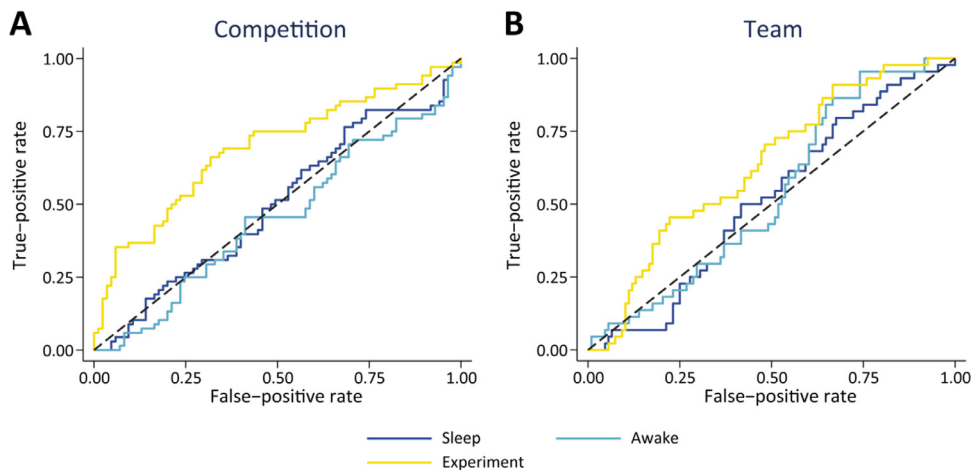 A
Competition
1.00
0.75
0.50
0.25
0.00
True-positive rate
0.00 0.25 0.50 0.75 1.00
False-positive rate
B
Team
1.00
0.75
0.50
0.25
0.00
True-positive rate
0.00 0.25 0.50 0.75 1.00
False-positive rate
Sleep
Awake
Experiment